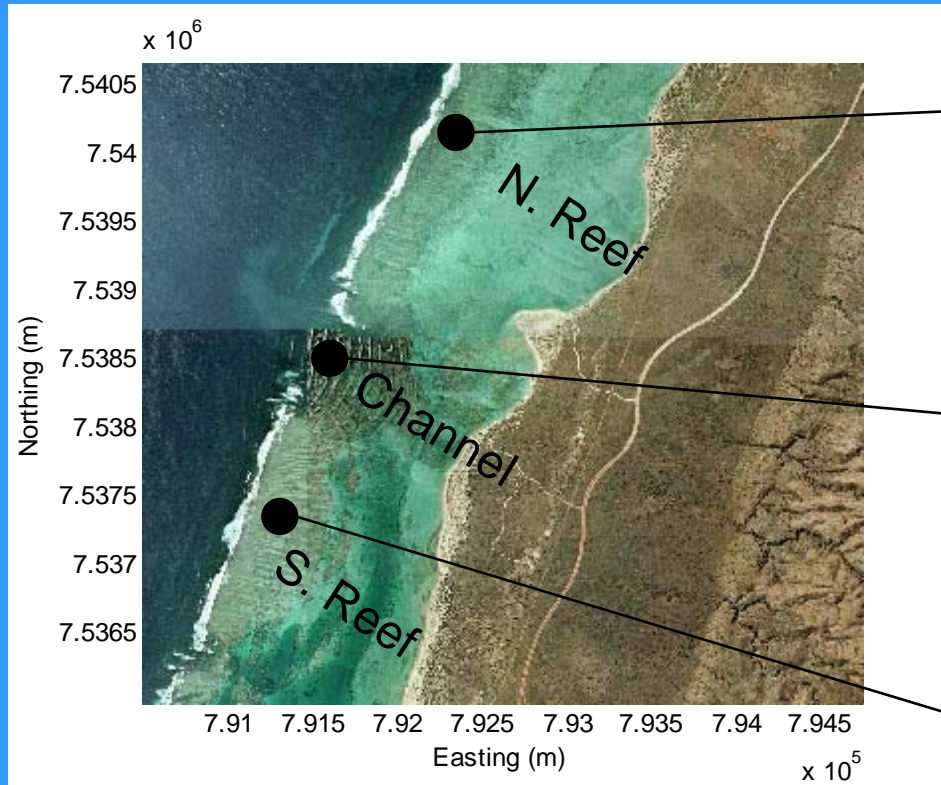 x 10^6
7.5405
7.54
7.5395
7.539
7.5385
7.538
7.5375
7.537
7.5365
Northing (m)
N. Reef
Channel
S. Reef
7.91 7.915 7.92 7.925 7.93 7.935 7.94 7.945
Easting (m)
x 10^5